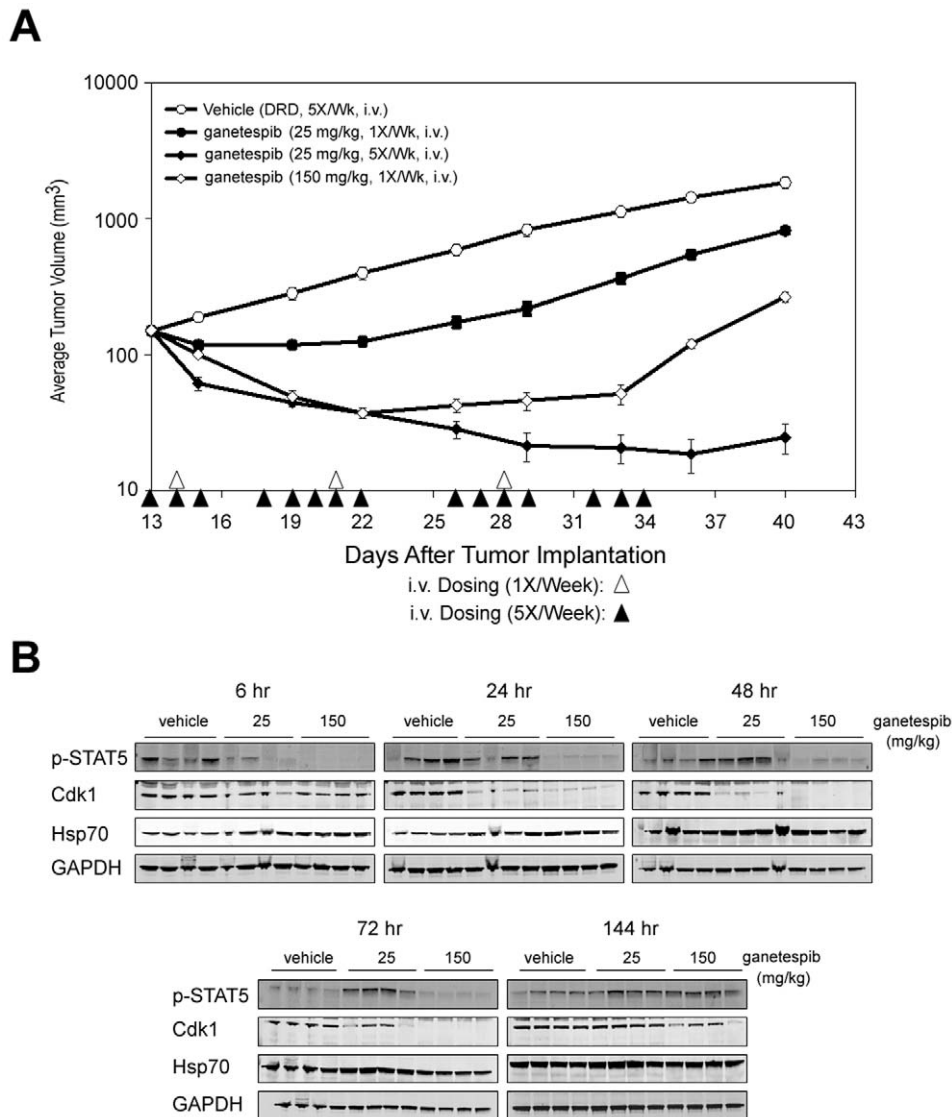 A
10000
1000
100
10
Average Tumor Volume (mm3)
Vehicle (DRD, 5X/Wk, i.v.)
ganetespib (25 mg/kg, 1X/Wk, i.v.)
ganetespib (25 mg/kg, 5X/Wk, i.v.)
ganetespib (150 mg/kg, 1X/Wk, i.v.)
13 16 19 22 25 28 31 34 37 40 43
Days After Tumor Implantation
i.v. Dosing (1X/Week):
i.v. Dosing (5X/Week):
B
6 hr 24 hr 48 hr
vehicle 25 150 vehicle 25 150 vehicle 25 150 ganetespib
(mg/kg)
p-STAT5
Cdk1
Hsp70
GAPDH
72 hr 144 hr
vehicle 25 150 vehicle 25 150 ganetespib
(mg/kg)
p-STAT5
Cdk1
Hsp70
GAPDH